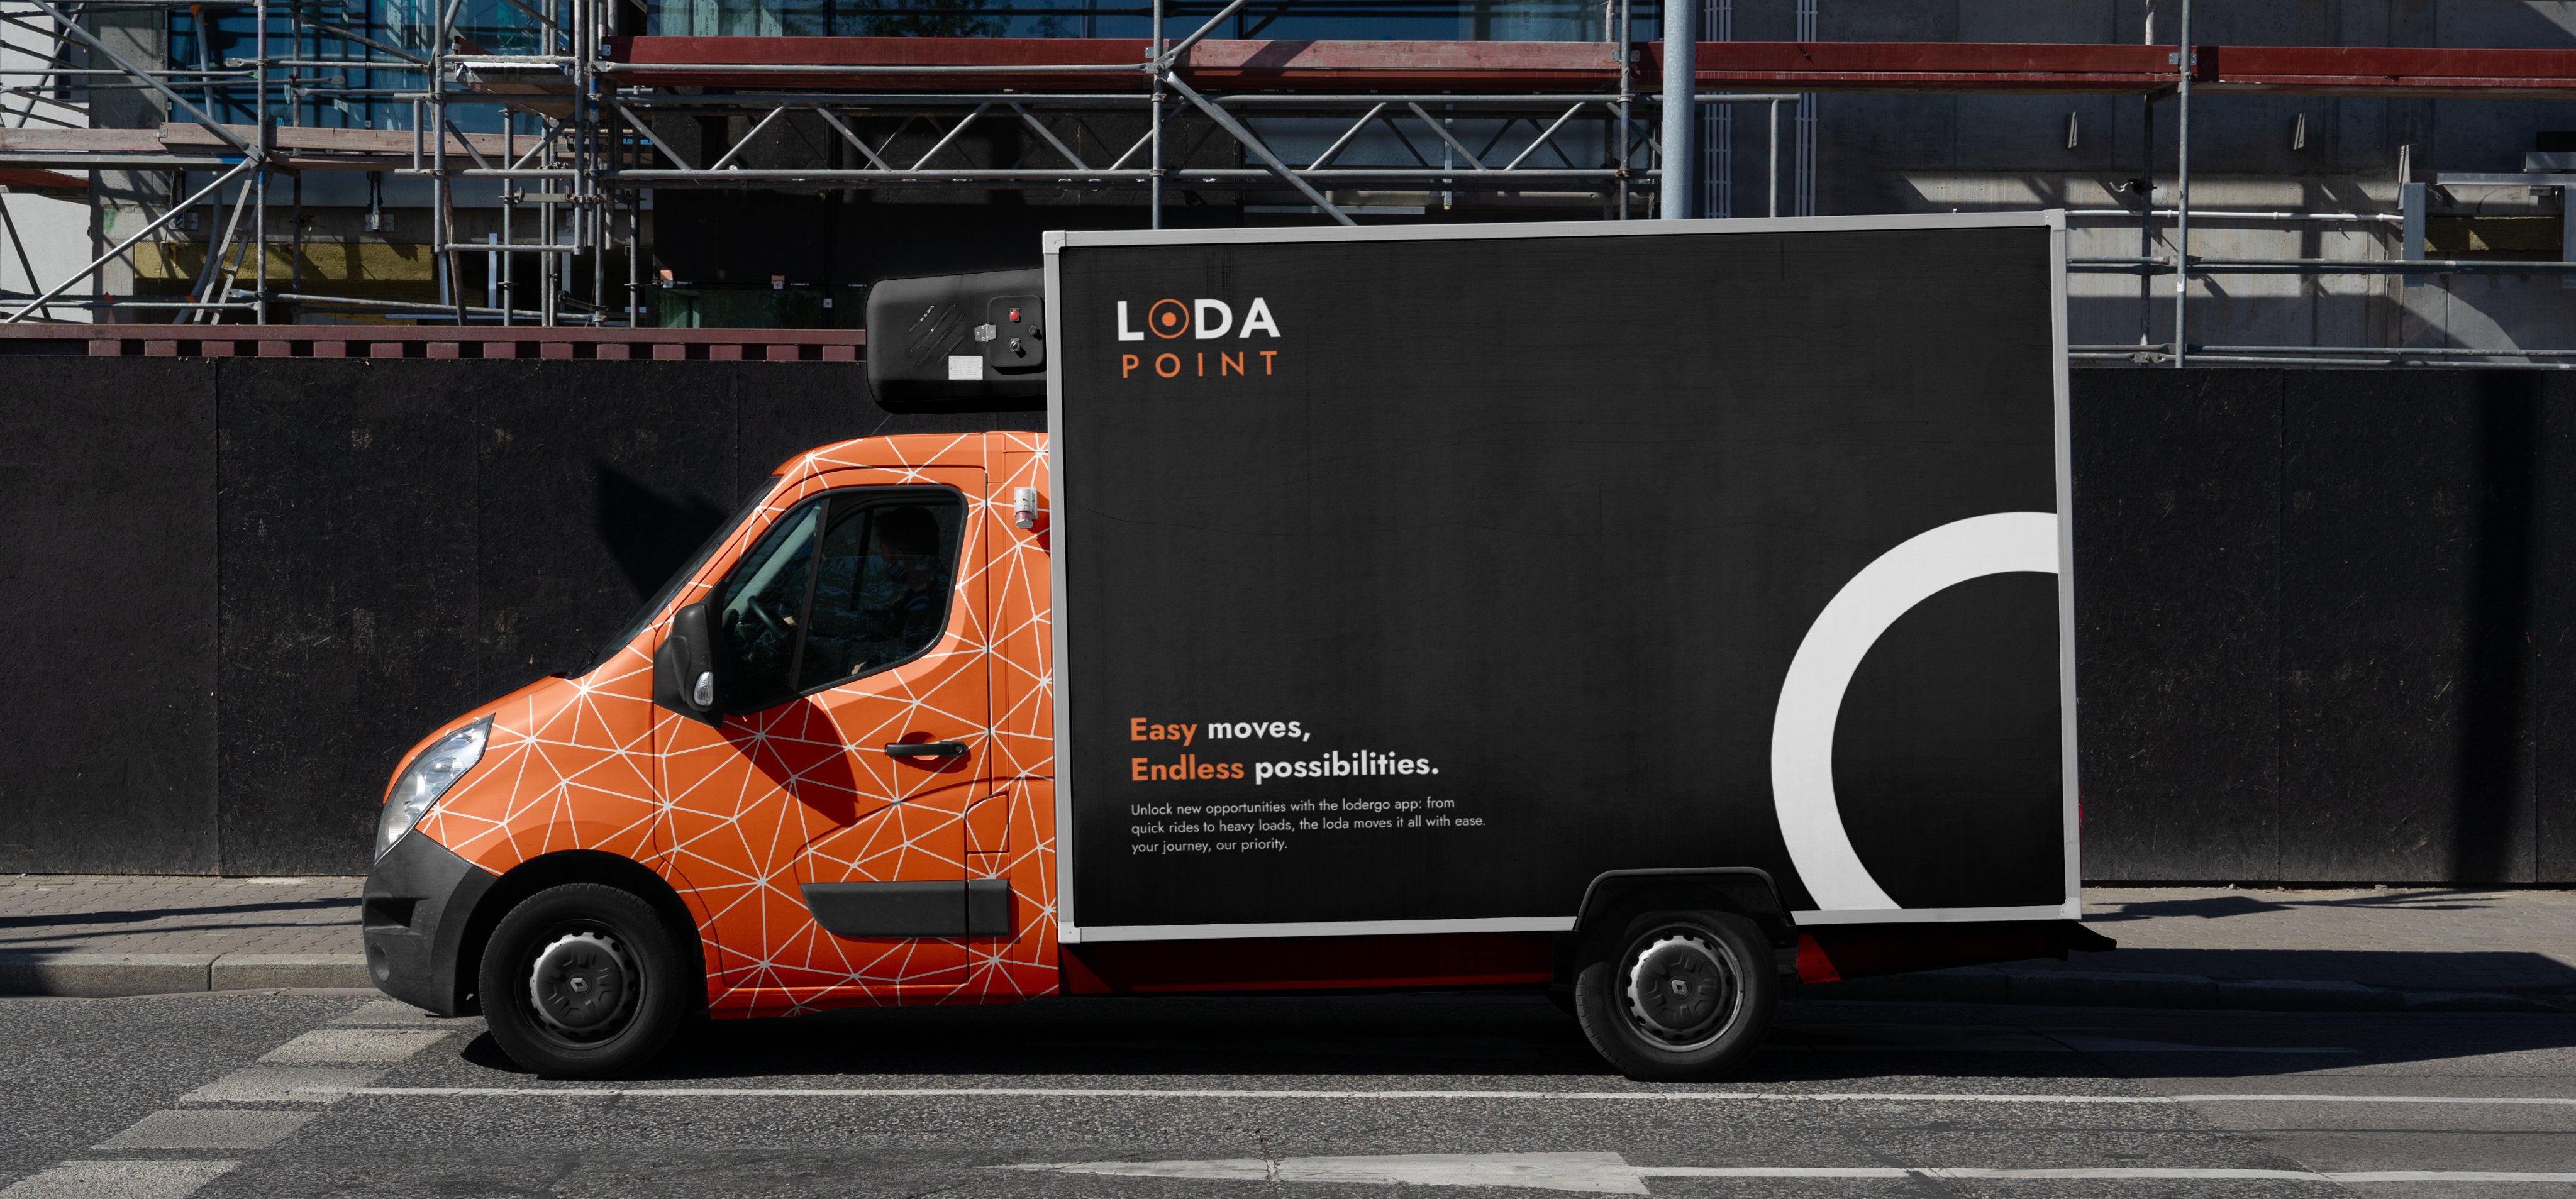 LODA
POINT
Easy moves,
Endless possibilities.
Unlock new opportunities with the lodergo app: from
quick rides to heavy loads, the loda moves it all with ease.
your journey, our priority.